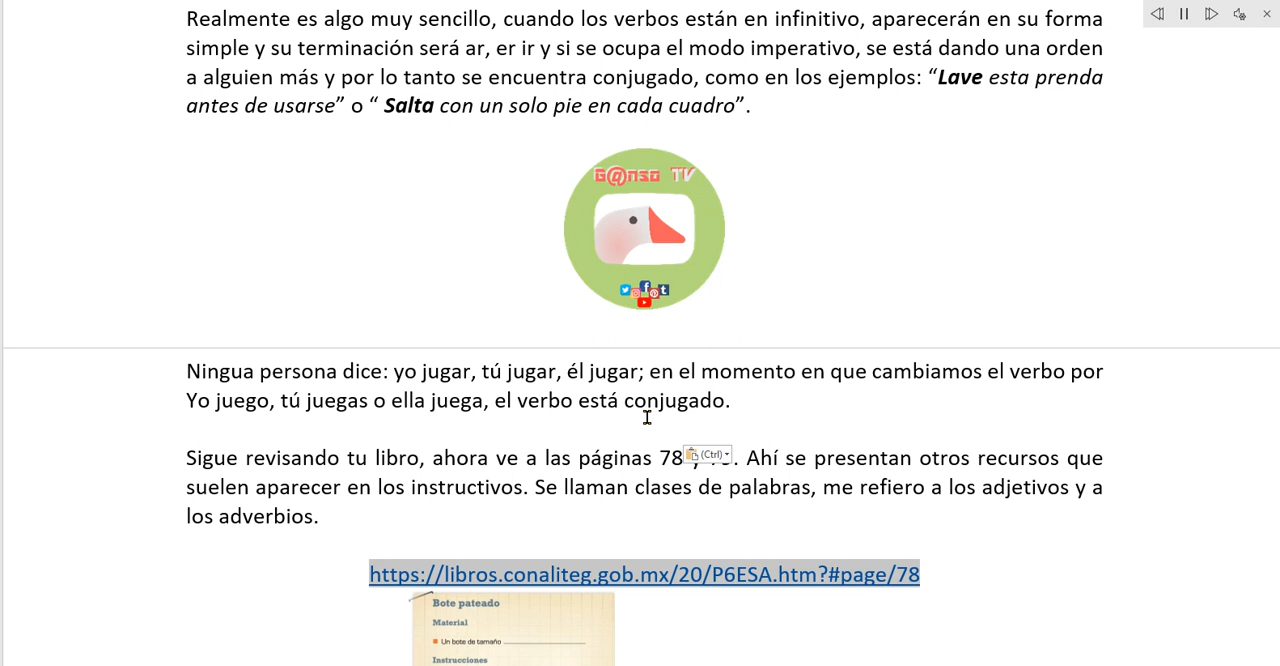 Realmente es algo muy sencillo, cuando los verbos están en infinitivo, aparecerán en su forma
simple y su terminación será ar, er ir y si se ocupa el modo imperativo, se está dando una orden
a alguien más y por lo tanto se encuentra conjugado, como en los ejemplos: “Lave esta prenda
antes de usarse” o “ Salta con un solo pie en cada cuadro”.
G@nso TV
Ningua persona dice: yo jugar, tú jugar, él jugar; en el momento en que cambiamos el verbo por
Yo juego, tú juegas o ella juega, el verbo está conjugado.
Sigue revisando tu libro, ahora ve a las páginas 78 (Ctrl) . Ahí se presentan otros recursos que
suelen aparecer en los instructivos. Se llaman clases de palabras, me refiero a los adjetivos y a
los adverbios.
https://libros.conaliteg.gob.mx/20/P6ESA.htm?#page/78
Bote pateado
Material
Un bote de tamaño
Instrucciones